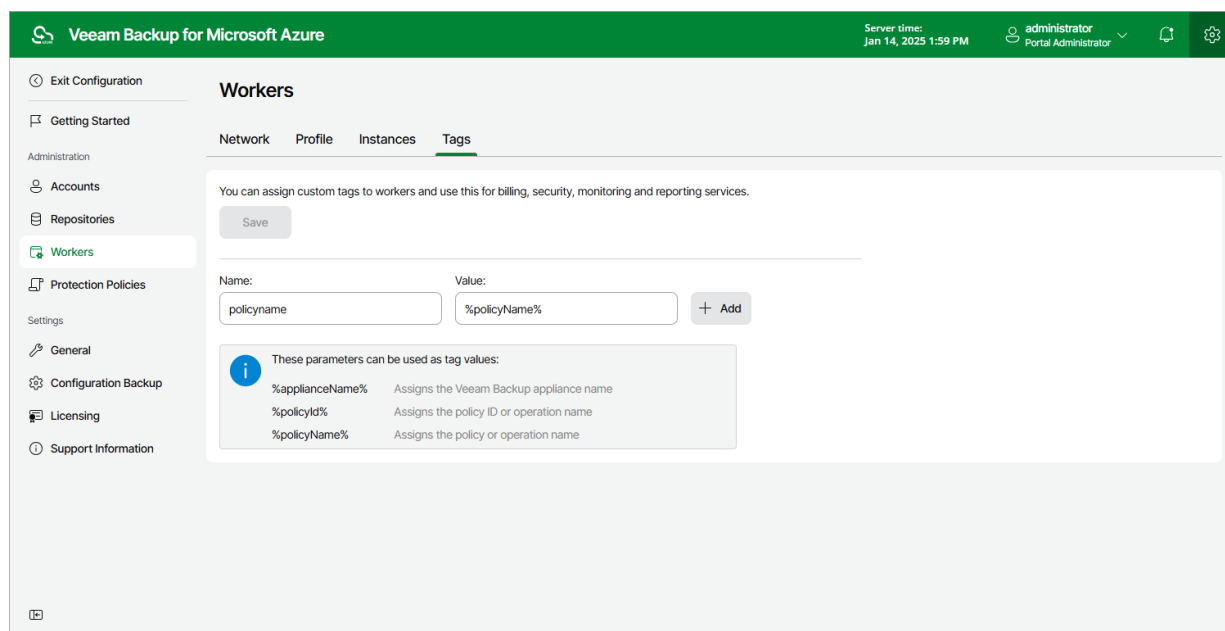 Veeam Backup for Microsoft Azure
Server time:
Jan 14, 2025 1:59 PM
administrator
Portal Administrator
Exit Configuration
Getting Started
Administration
Accounts
Repositories
Workers
Protection Policies
Settings
General
Configuration Backup
Licensing
Support Information
Workers
Network Profile Instances Tags
You can assign custom tags to workers and use this for billing, security, monitoring and reporting services.
Save
Name: Value:
policyname %policyName% + Add
These parameters can be used as tag values:
%applianceName% Assigns the Veeam Backup appliance name
%policyId% Assigns the policy ID or operation name
%policyName% Assigns the policy or operation name